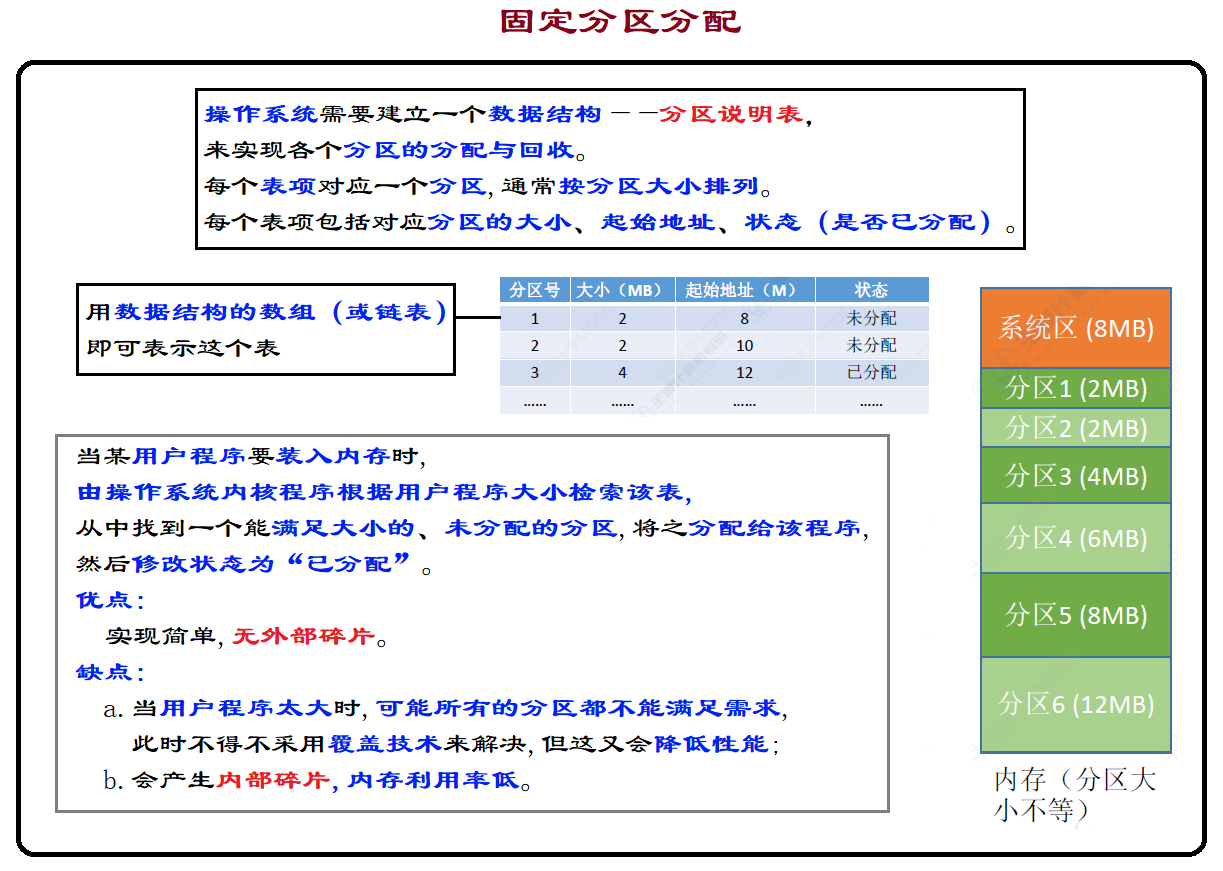 固定分区分配
操作系统需要建立一个数据结构——分区说明表,
来实现各个分区的分配与回收。
每个表项对应一个分区, 通常按分区大小排列。
每个表项包括对应分区的大小、起始地址、状态（是否已分配）。
用数据结构的数组（或链表）
即可表示这个表
分区号 大小（MB） 起始地址（M） 状态
1 2 8 未分配
2 2 10 未分配
3 4 12 已分配
...... ...... ...... ......
系统区 (8MB)
分区1 (2MB)
分区2 (2MB)
分区3 (4MB)
分区4 (6MB)
分区5 (8MB)
分区6 (12MB)
内存（分区大
小不等）
当某用户程序要装入内存时,
由操作系统内核程序根据用户程序大小检索该表,
从中找到一个能满足大小的、未分配的分区, 将之分配给该程序,
然后修改状态为“已分配”。
优点：
实现简单, 无外部碎片。
缺点：
a. 当用户程序太大时, 可能所有的分区都不能满足需求,
此时不得不采用覆盖技术来解决, 但这又会降低性能;
b. 会产生内部碎片, 内存利用率低。